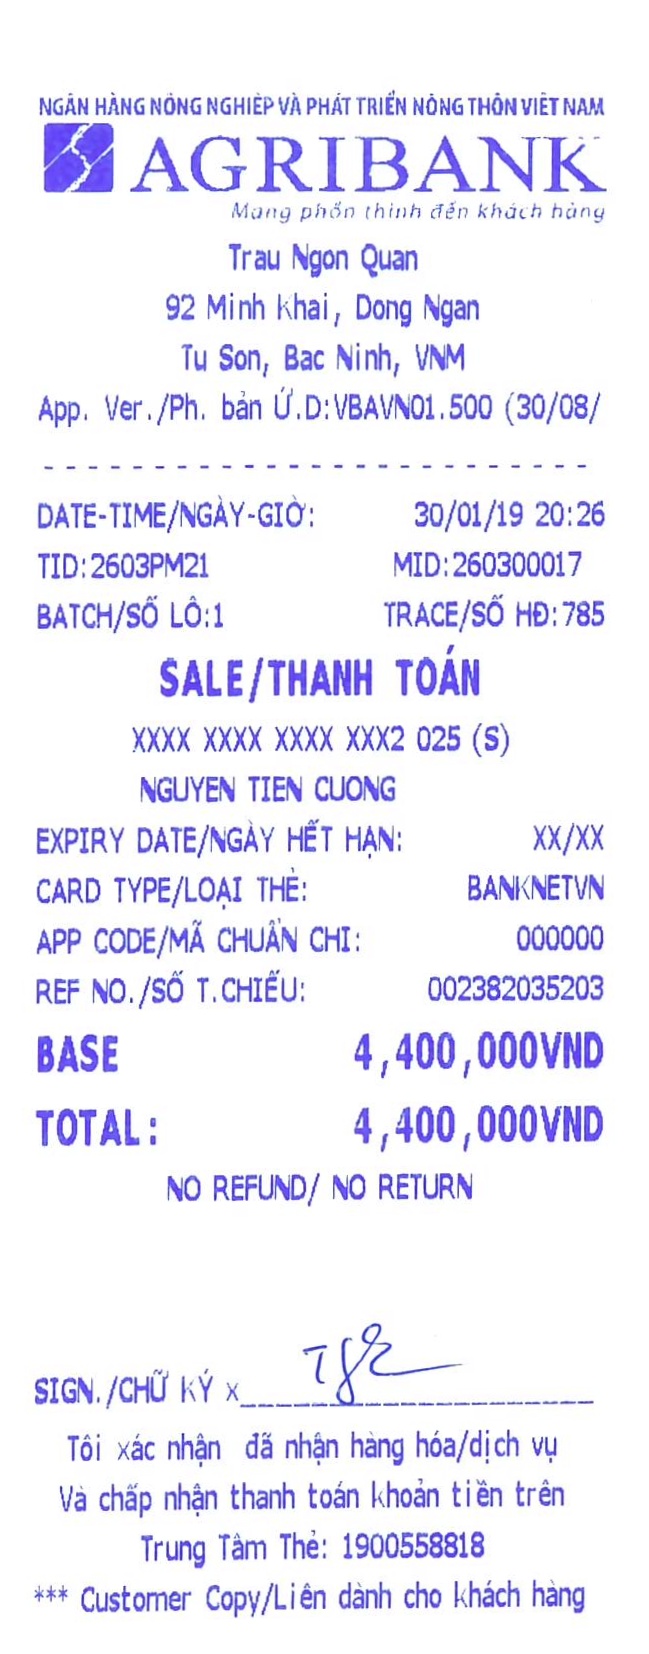 NGÂN HÀNG NÔNG NGHIỆP VÀ PHÁT TRIỂN NÔNG THÔN VIỆT NAM
AGRIBANK
Mang phồn thịnh đến khách hàng
Trau Ngon Quan
92 Minh Khai, Dong Ngan
Tu Son, Bac Ninh, VNM
App. Ver./Ph. bản Ứ.D:VBAVN01.500 (30/08/
DATE-TIME/NGÀY-GIỜ: 30/01/19 20:26
TID:2603PM21 MID:260300017
BATCH/SỐ LÔ:1 TRACE/SỐ HĐ:785
SALE/THANH TOÁN
XXXX XXXX XXXX XXX2 025 (S)
NGUYEN TIEN CUONG
EXPIRY DATE/NGÀY HẾT HẠN: XX/XX
CARD TYPE/LOẠI THẺ: BANKNETVN
APP CODE/MÃ CHUẨN CHI: 000000
REF NO./SỐ T.CHIẾU: 002382035203
BASE 4,400,000VND
TOTAL: 4,400,000VND
NO REFUND/ NO RETURN
SIGN./CHỮ KÝ x
Tôi xác nhận đã nhận hàng hóa/dịch vụ
Và chấp nhận thanh toán khoản tiền trên
Trung Tâm Thẻ: 1900558818
*** Customer Copy/Liên dành cho khách hàng